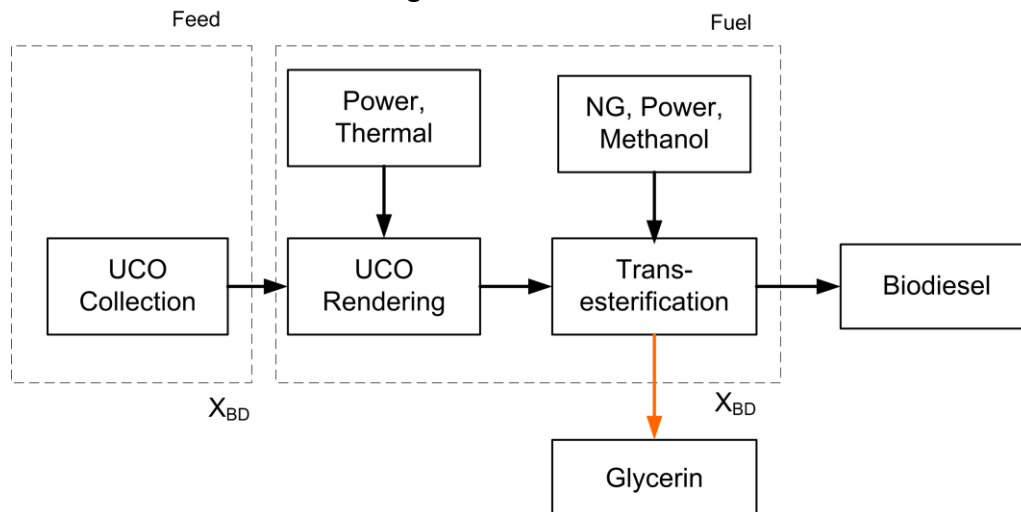 Feed
Fuel
Power,
Thermal
NG, Power,
Methanol
UCO
Collection
UCO
Rendering
Trans-
esterification
Biodiesel
X_BD
X_BD
Glycerin